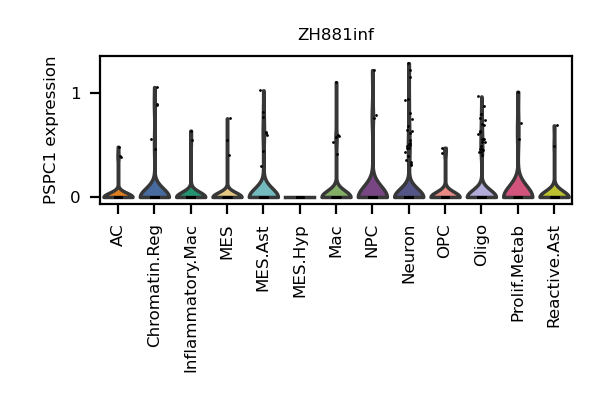 ZH881inf
PSPC1 expression
1
0
AC
Chromatin.Reg
Inflammatory.Mac
MES
MES.Ast
MES.Hyp
Mac
NPC
Neuron
OPC
Oligo
Prolif.Metab
Reactive.Ast